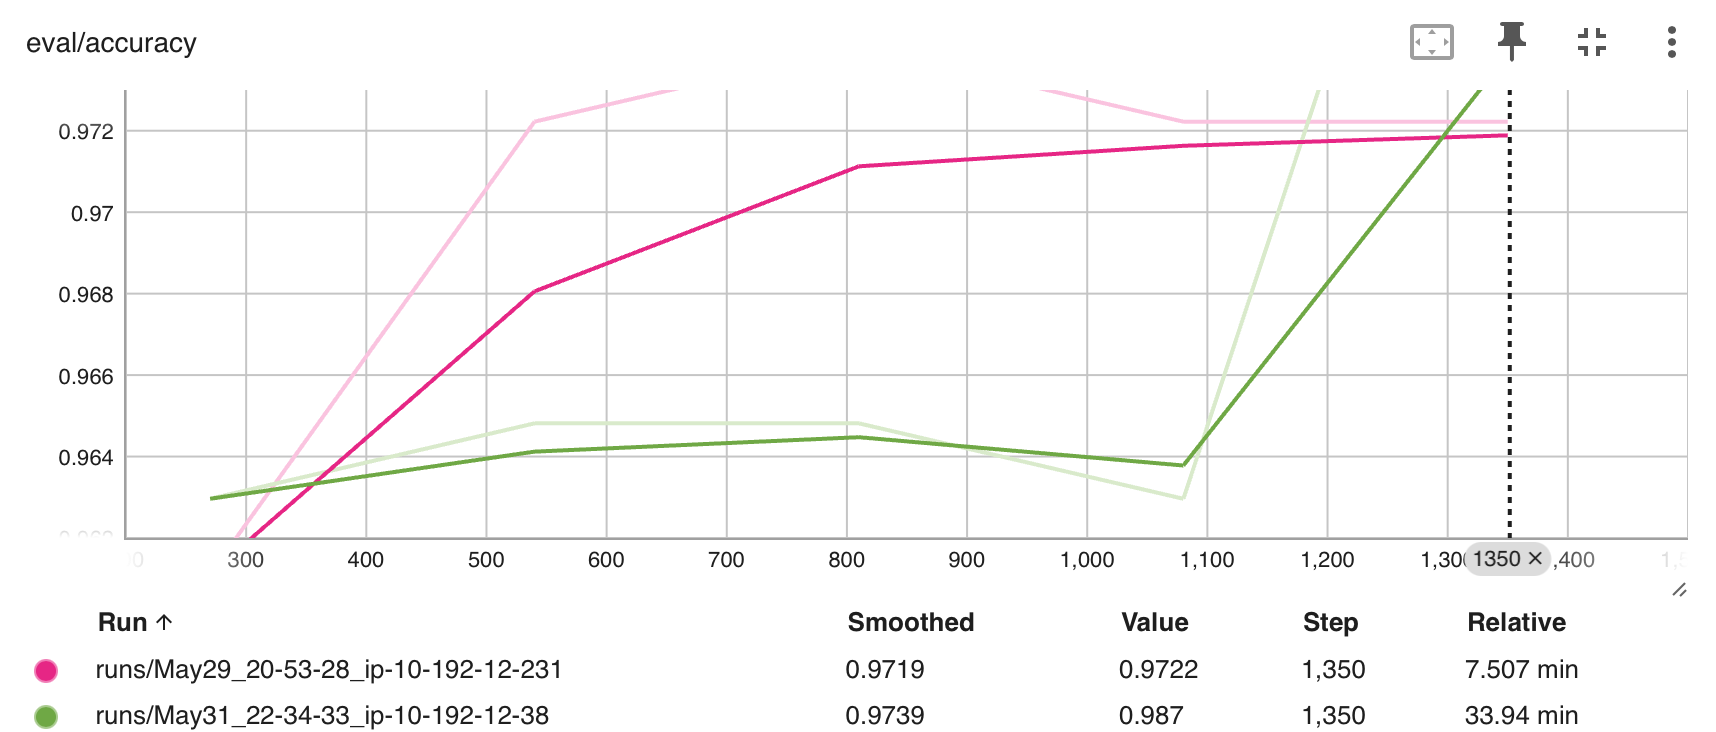 eval/accuracy
0.972
0.97
0.968
0.966
0.964
300 400 500 600 700 800 900 1,000 1,100 1,200 1,30 1350 × ,400
Run ↑ Smoothed Value Step Relative
runs/May29_20-53-28_ip-10-192-12-231 0.9719 0.9722 1,350 7.507 min
runs/May31_22-34-33_ip-10-192-12-38 0.9739 0.987 1,350 33.94 min